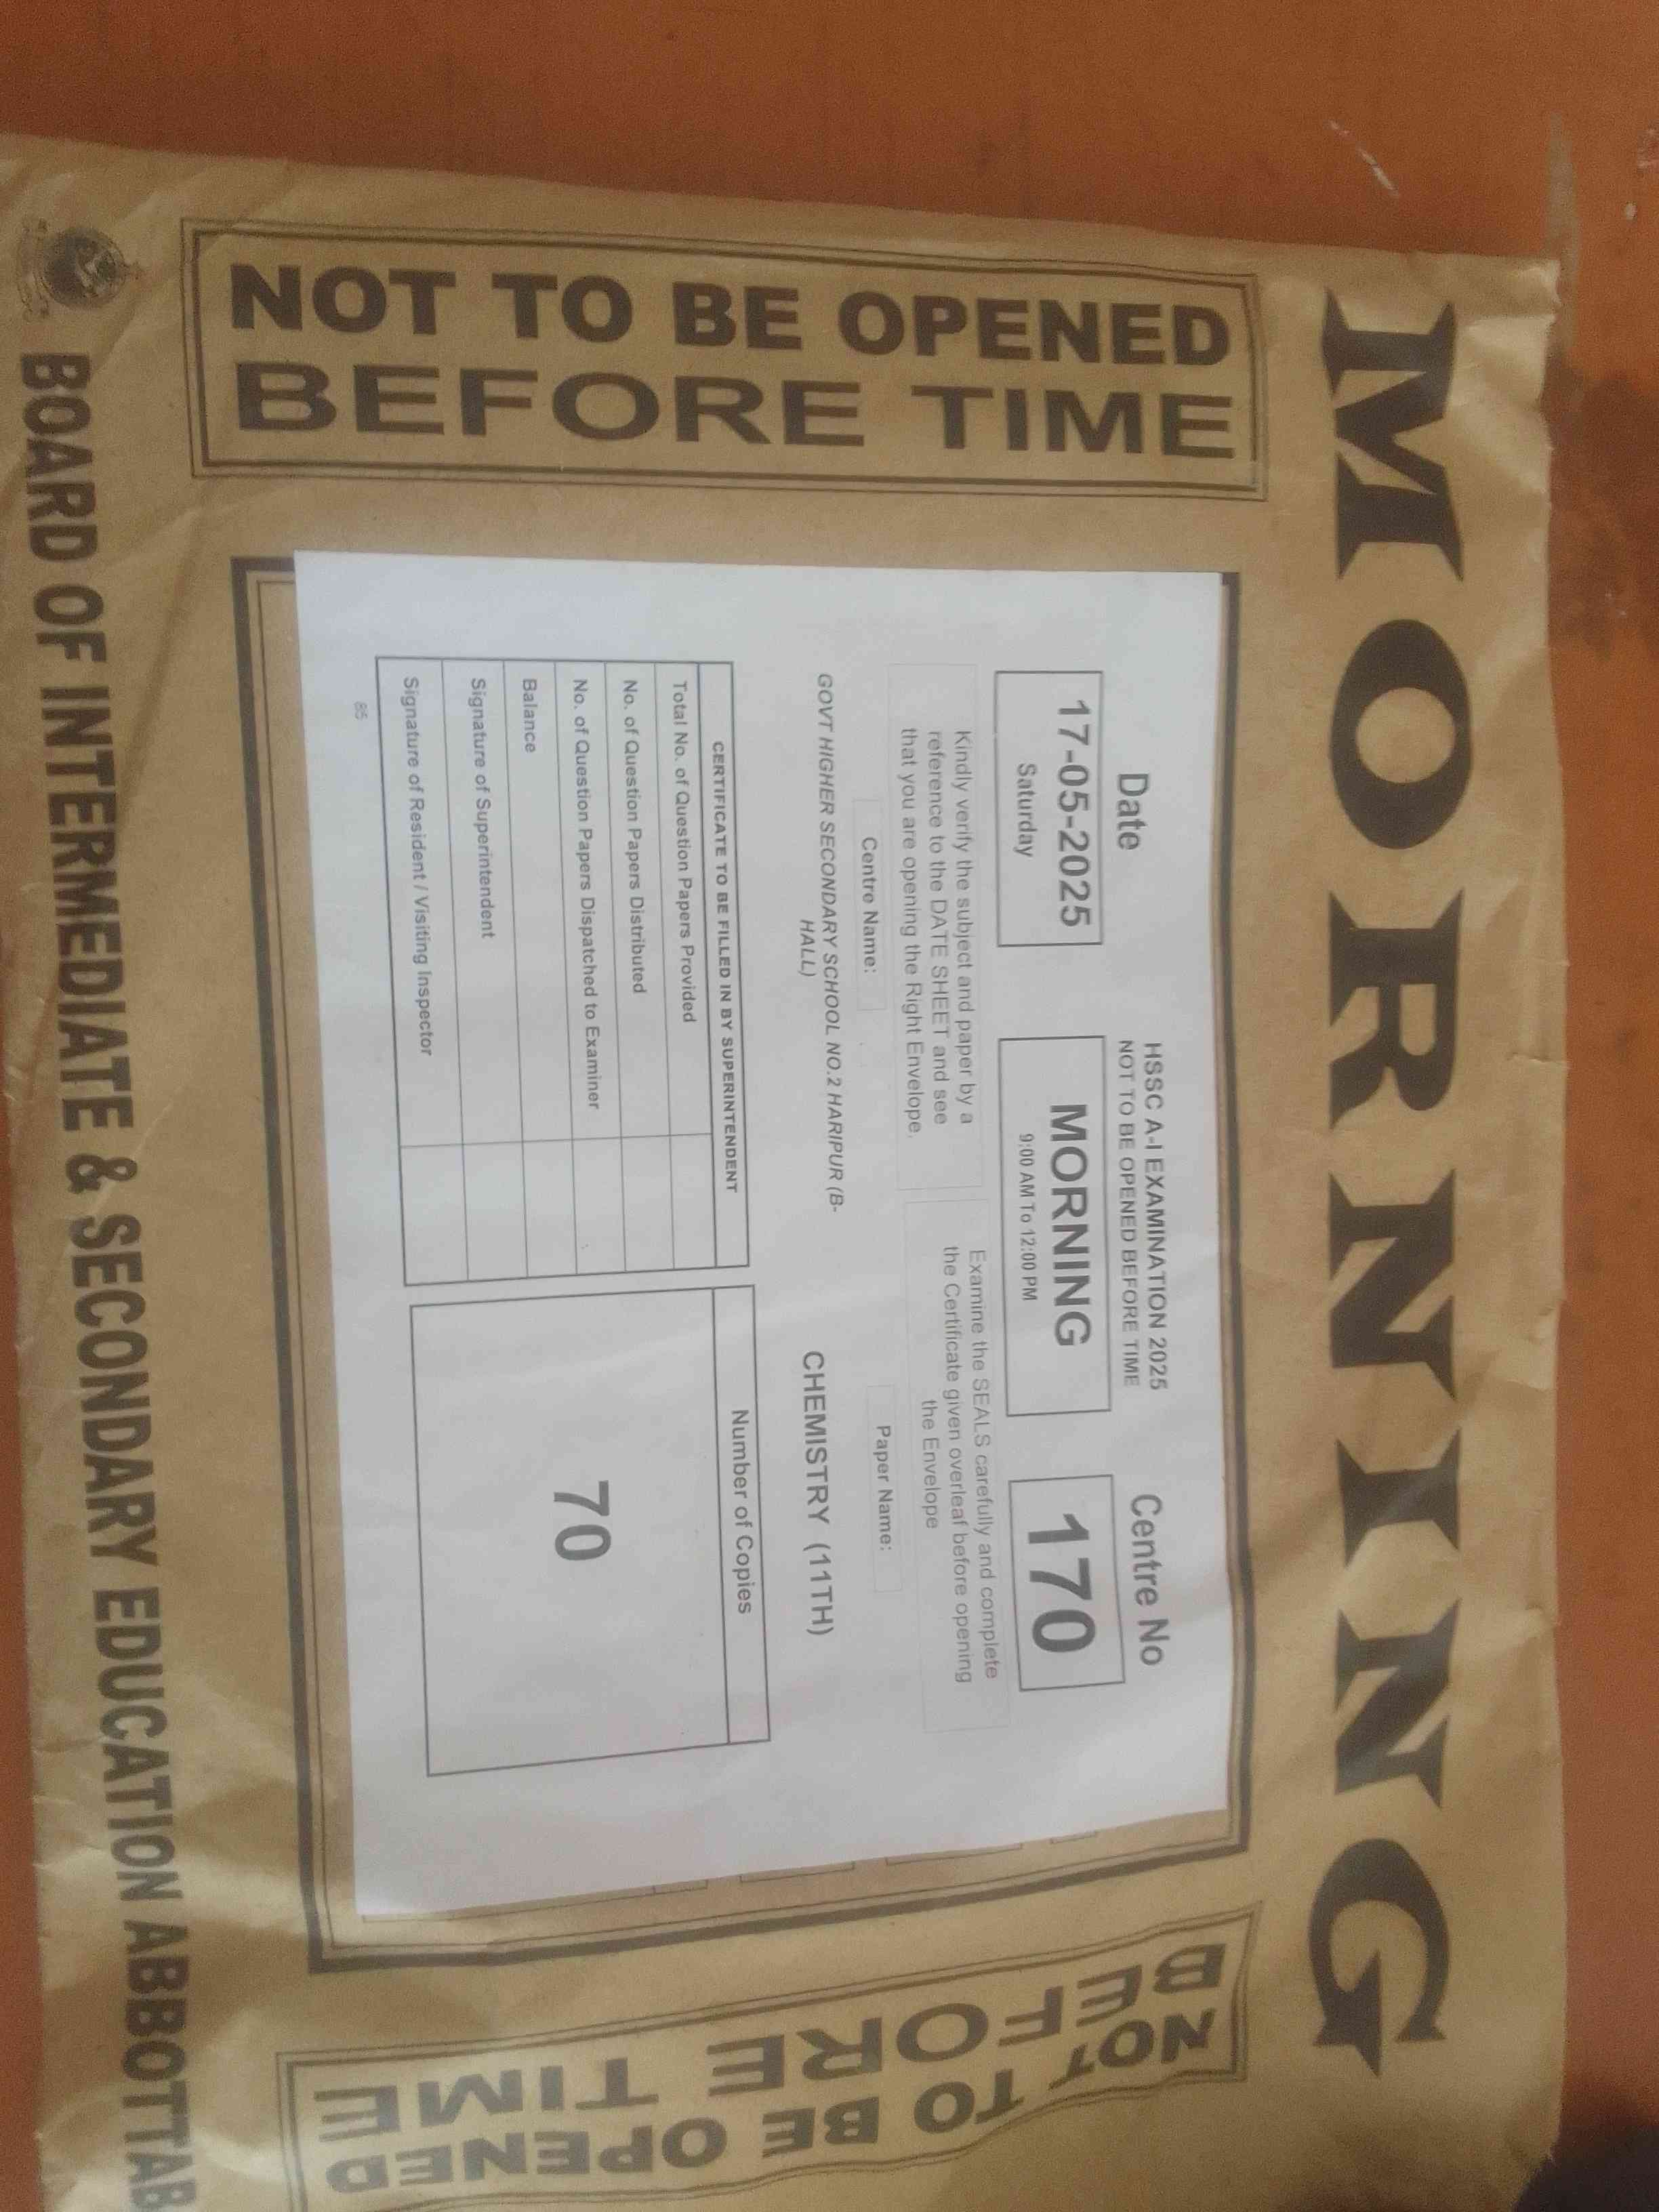 MORNING
NOT TO BE OPENED
BEFORE TIME
Date
17-05-2025
Saturday
HSSC A-I EXAMINATION 2025
NOT TO BE OPENED BEFORE TIME
MORNING
9:00 AM To 12:00 PM
Centre No
170
Kindly verify the subject and paper by a
reference to the DATE SHEET and see
that you are opening the Right Envelope.
Examine the SEALS carefully and complete
the Certificate given overleaf before opening
the Envelope
Centre Name:
GOVT HIGHER SECONDARY SCHOOL NO.2 HARIPUR (B-
HALL)
Paper Name:
CHEMISTRY (11TH)
CERTIFICATE TO BE FILLED IN BY SUPERINTENDENT
Total No. of Question Papers Provided
No. of Question Papers Distributed
No. of Question Papers Dispatched to Examiner
Balance
Signature of Superintendent
Signature of Resident / Visiting Inspector
Number of Copies
70
85
NOT TO BE OPENED
BEFORE TIME
BOARD OF INTERMEDIATE & SECONDARY EDUCATION ABBOTTAB